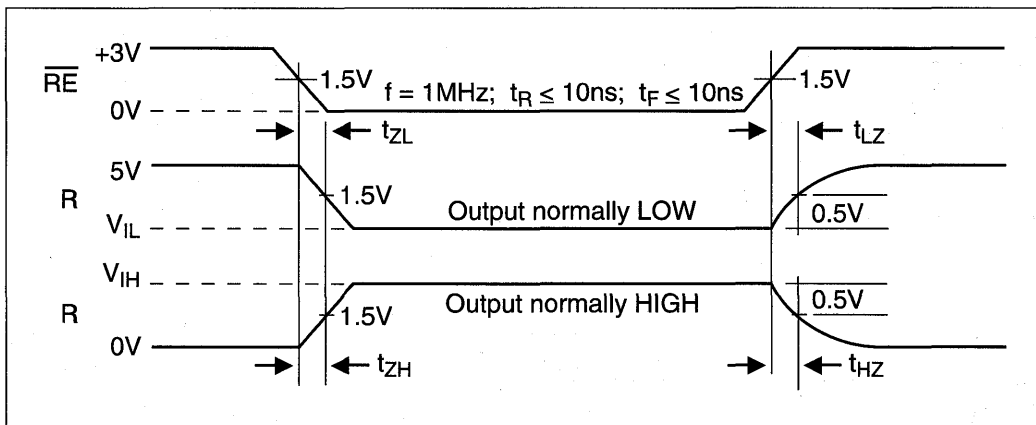 +3V
R̅E̅
1.5V
1.5V
f = 1MHz; tR ≤ 10ns; tF ≤ 10ns
0V
tZL
tLZ
5V
R
1.5V
Output normally LOW
0.5V
VIL
VIH
R
1.5V
Output normally HIGH
0.5V
0V
tZH
tHZ